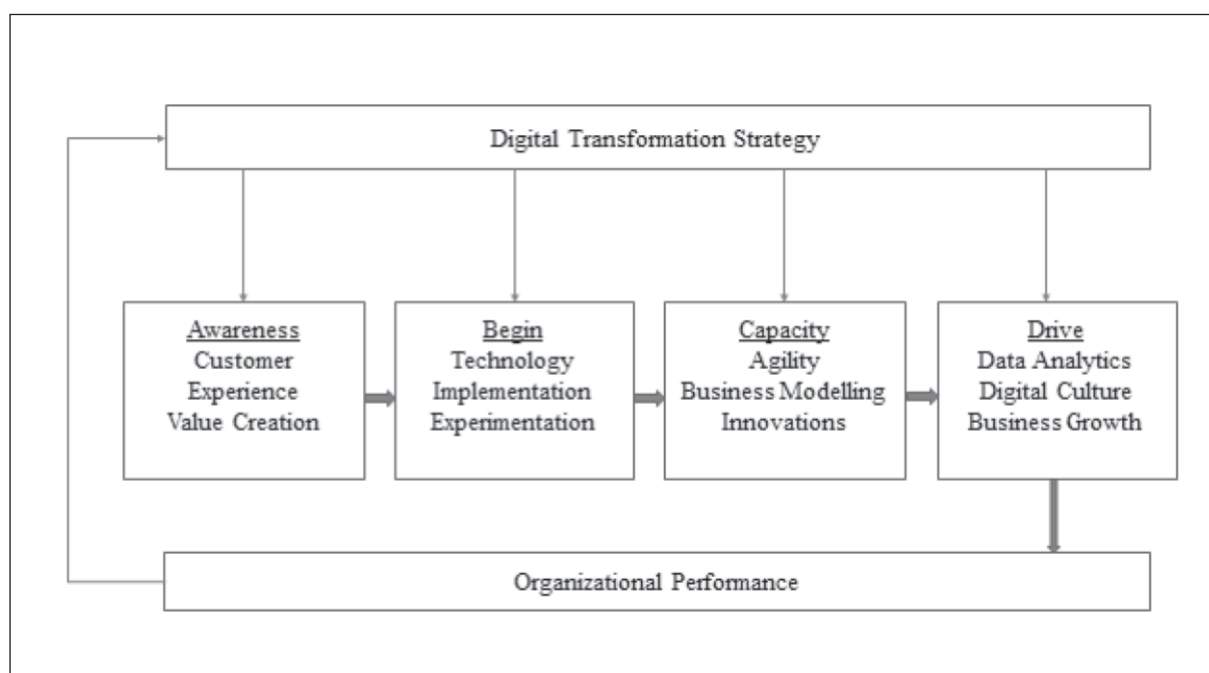 Digital Transformation Strategy
Awareness
Customer
Experience
Value Creation
Begin
Technology
Implementation
Experimentation
Capacity
Agility
Business Modelling
Innovations
Drive
Data Analytics
Digital Culture
Business Growth
Organizational Performance